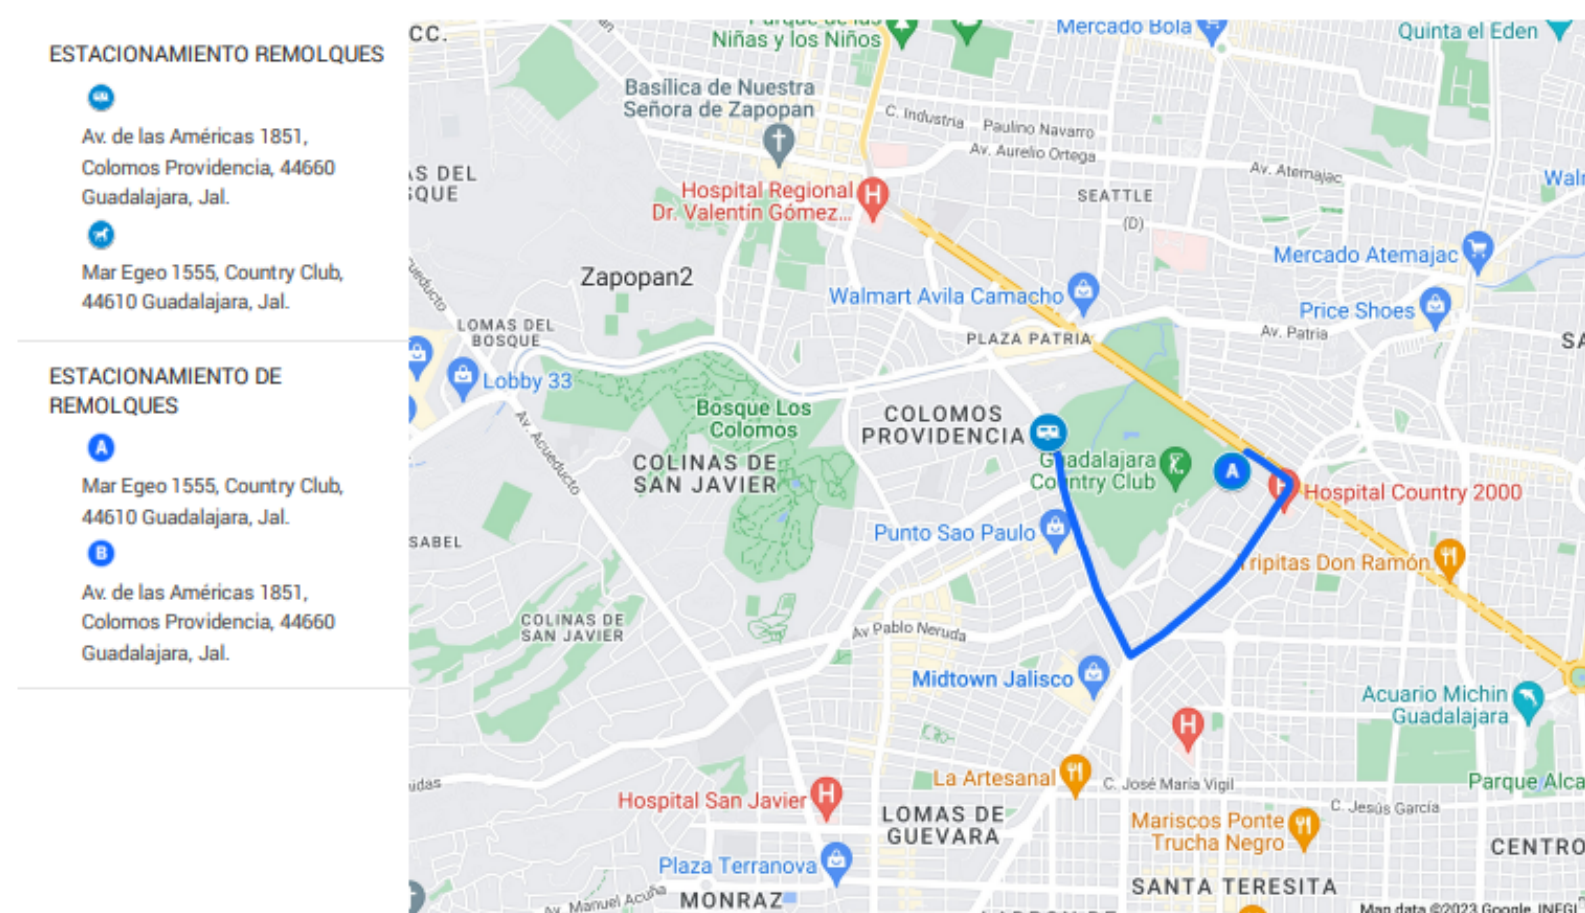 ESTACIONAMIENTO REMOLQUES
Av. de las Américas 1851,
Colomos Providencia, 44660
Guadalajara, Jal.
Mar Egeo 1555, Country Club,
44610 Guadalajara, Jal.
ESTACIONAMIENTO DE
REMOLQUES
A
Mar Egeo 1555, Country Club,
44610 Guadalajara, Jal.
B
Av. de las Américas 1851,
Colomos Providencia, 44660
Guadalajara, Jal.
CC.
Parque de las
Niñas y los Niños
Mercado Bola
Quinta el Eden
Basílica de Nuestra
Señora de Zapopan
C. Industria
Paulino Navarro
Av. Aurelio Ortega
Av. Atemajac
AS DEL
SQUE
Hospital Regional
Dr. Valentín Gómez...
H
SEATTLE
(D)
Mercado Atemajac
Zapopan2
Walmart Avila Camacho
Price Shoes
LOMAS DEL
BOSQUE
PLAZA PATRIA
Av. Patria
Lobby 33
Av. Acueducto
Bosque Los
Colomos
COLOMOS
PROVIDENCIA
COLINAS DE
SAN JAVIER
Guadalajara
Country Club
A
H
Hospital Country 2000
Punto Sao Paulo
SABEL
Tripitas Don Ramón
COLINAS DE
SAN JAVIER
Av Pablo Neruda
Midtown Jalisco
Acuario Michin
Guadalajara
H
La Artesanal
C. José María Vigil
Parque Alca
Hospital San Javier
H
LOMAS DE
GUEVARA
C. Jesús García
Mariscos Ponte
Trucha Negro
CENTRO
Plaza Terranova
SANTA TERESITA
Av. Manuel Acuña
MONRAZ
Map data ©2023 Google, INEGI